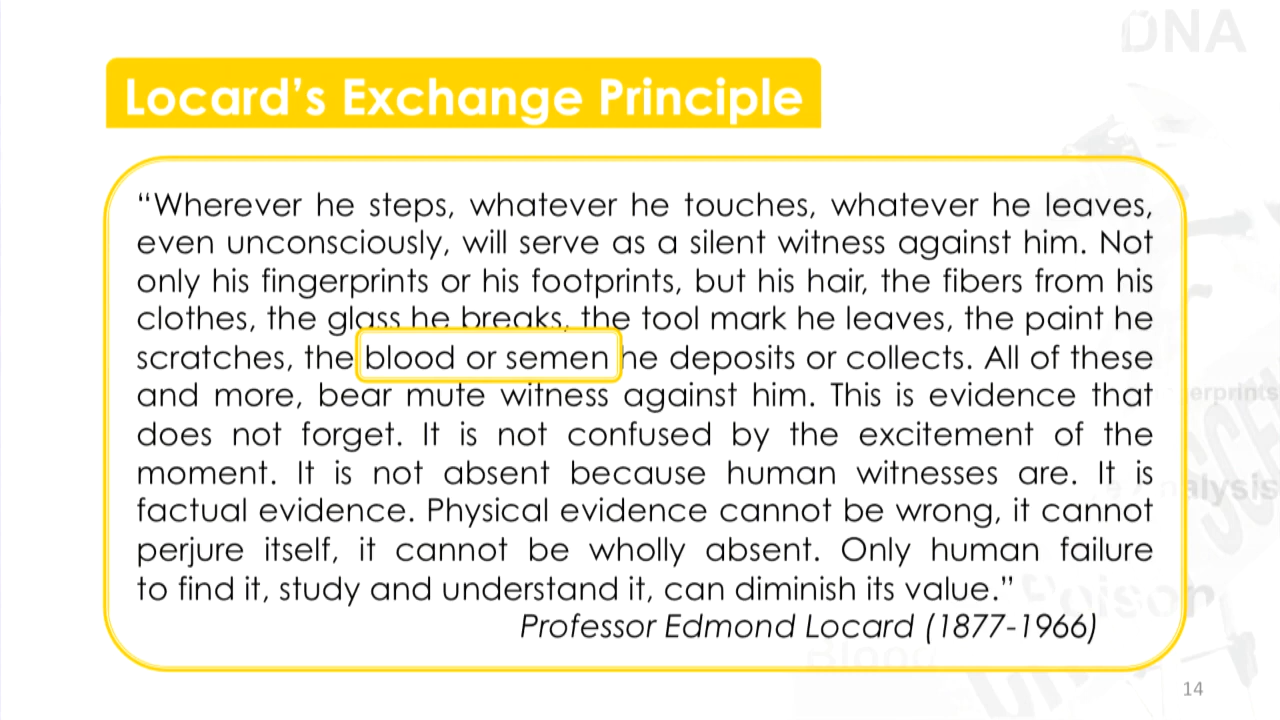 DNA
Locard’s Exchange Principle
“Wherever he steps, whatever he touches, whatever he leaves,
even unconsciously, will serve as a silent witness against him. Not
only his fingerprints or his footprints, but his hair, the fibers from his
clothes, the glass he breaks, the tool mark he leaves, the paint he
scratches, the blood or semen he deposits or collects. All of these
and more, bear mute witness against him. This is evidence that
does not forget. It is not confused by the excitement of the
moment. It is not absent because human witnesses are. It is
factual evidence. Physical evidence cannot be wrong, it cannot
perjure itself, it cannot be wholly absent. Only human failure
to find it, study and understand it, can diminish its value.”
Professor Edmond Locard (1877-1966)
erprints
alysis
Poison
Blood
14